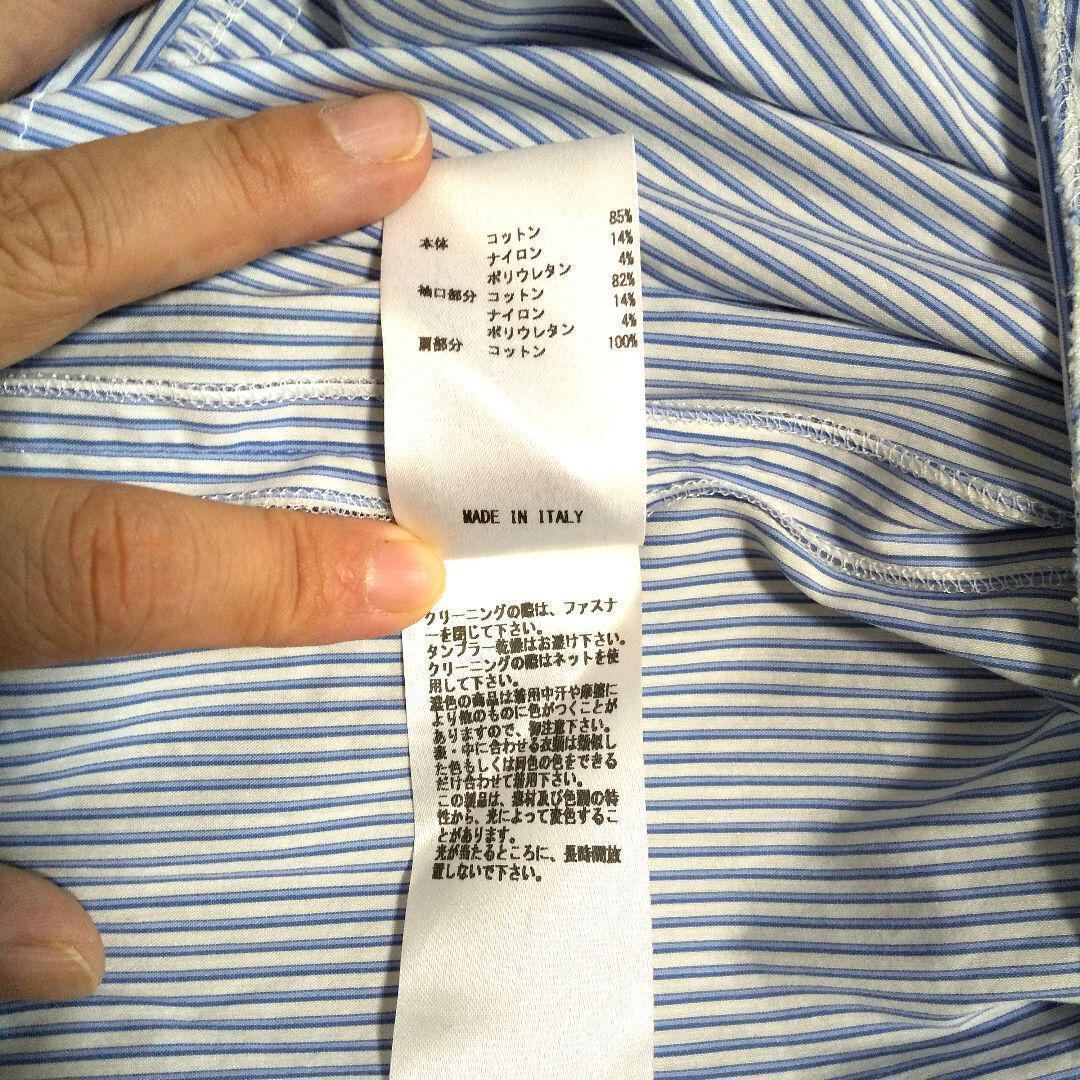 本体 コットン 85%
ナイロン 14%
ポリウレタン 4%
袖口部分 コットン 82%
ナイロン 14%
ポリウレタン 4%
コットン 100%
MADE IN ITALY
クリーニングの際は、ファスナ
ーを閉じて下さい。
タンブラー乾燥はお避け下さい。
クリーニングの際はネットを使
用して下さい。
濃色の商品は着用中汗や摩擦に
より他のものに色がつくことが
ありますので、御注意下さい。
中に合わせる衣類は類似し
た色もしくは同色の色をできる
だけ合わせて着用下さい。
この製品は、素材及び色調の特
性から、光によって変色するこ
とがあります。
光が当たるところに、長時間放
置しないで下さい。